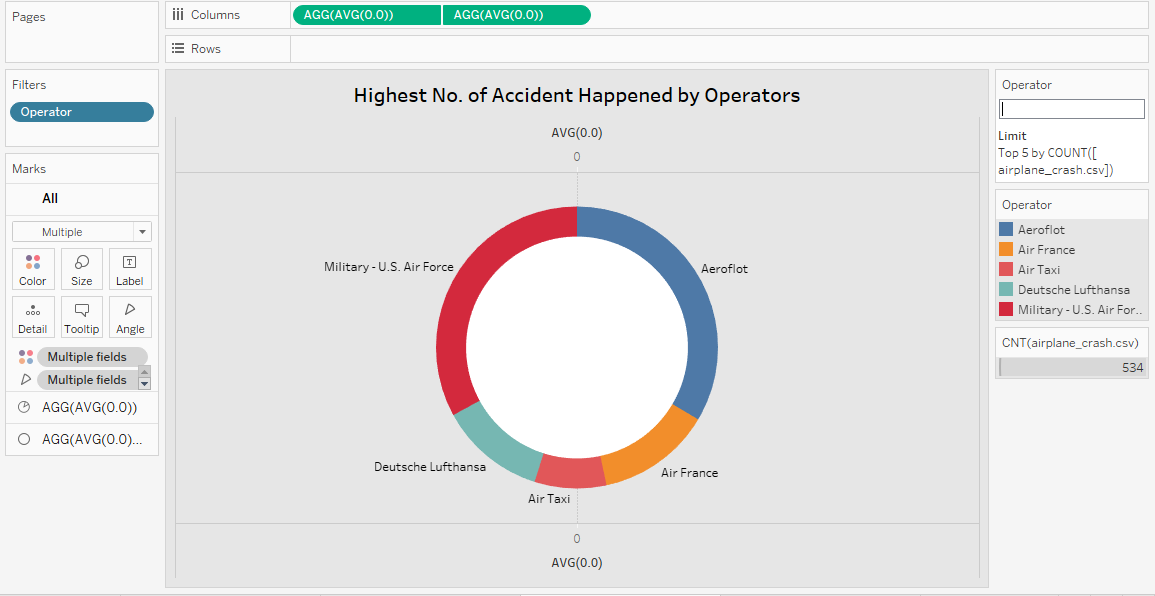 Pages
Columns
AGG(AVG(0.0))
AGG(AVG(0.0))
Rows
Filters
Operator
Marks
All
Multiple
Color
Size
Label
Detail
Tooltip
Angle
Multiple fields
Multiple fields
AGG(AVG(0.0))
AGG(AVG(0.0)...
Highest No. of Accident Happened by Operators
AVG(0.0)
0
Military - U.S. Air Force
Aeroflot
Deutsche Lufthansa
Air France
Air Taxi
0
AVG(0.0)
Operator
Limit
Top 5 by COUNT([
airplane_crash.csv])
Operator
Aeroflot
Air France
Air Taxi
Deutsche Lufthansa
Military - U.S. Air For..
CNT(airplane_crash.csv)
534